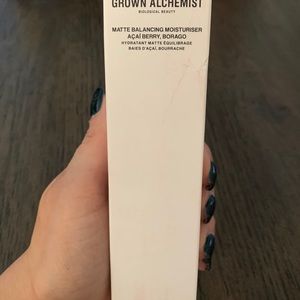 GROWN ALCHEMIST
BIOLOGICAL BEAUTY
MATTE BALANCING MOISTURISER
AÇAÍ BERRY, BORAGO
HYDRATANT MATTE ÉQUILIBRAGE
BAIES D'AÇAÍ, BOURRACHE